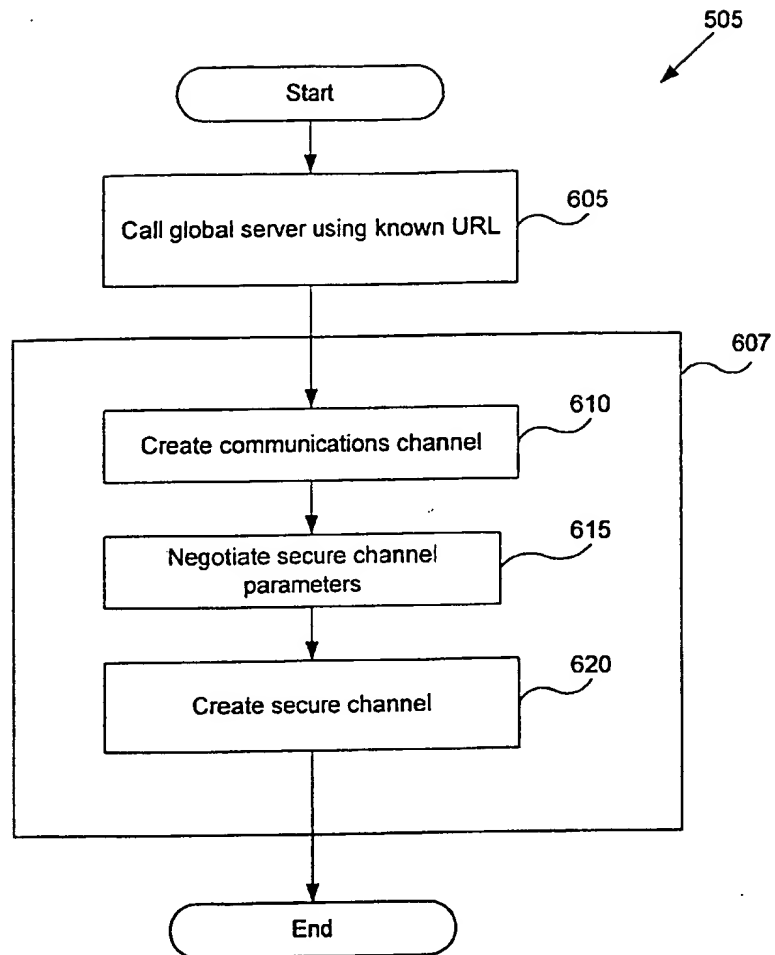 505
Start
Call global server using known URL
605
607
Create communications channel
610
Negotiate secure channel
parameters
615
Create secure channel
620
End